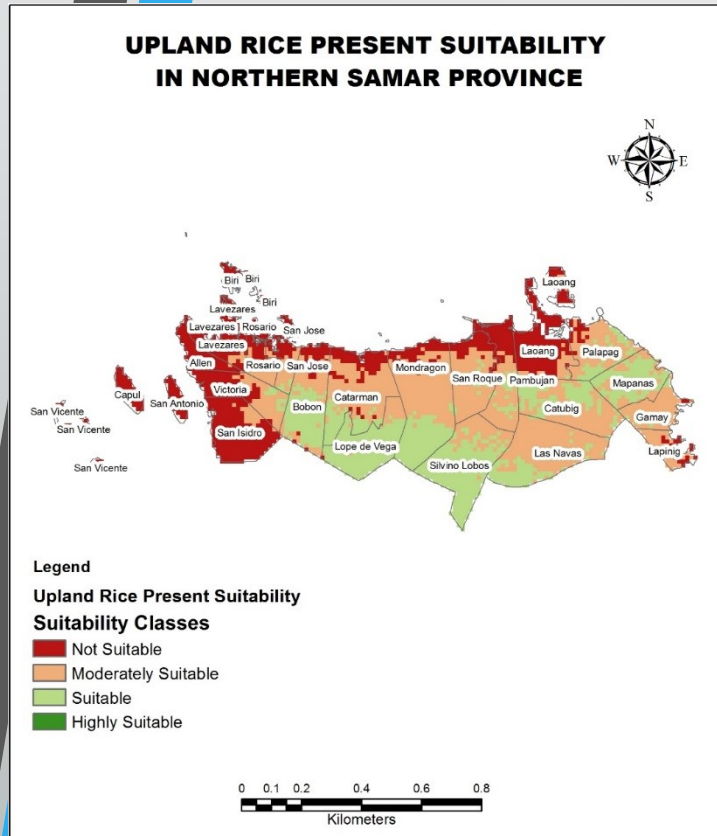 UPLAND RICE PRESENT SUITABILITY
IN NORTHERN SAMAR PROVINCE
N
W E
S
Biri Biri
Biri
Laoang
Lavezares
Lavezares Rosario San Jose
Lavezares
Laoang
Palapag
Allen
Rosario San Jose Mondragon
San Roque Pambujan
Mapanas
Capul San Antonio Victoria
Bobon Catarman
Catubig
Gamay
San Vicente
San Vicente
San Isidro
Lope de Vega
Silvino Lobos
Las Navas
Lapinig
San Vicente
Legend
Upland Rice Present Suitability
Suitability Classes
Not Suitable
Moderately Suitable
Suitable
Highly Suitable
0 0.1 0.2 0.4 0.6 0.8
Kilometers